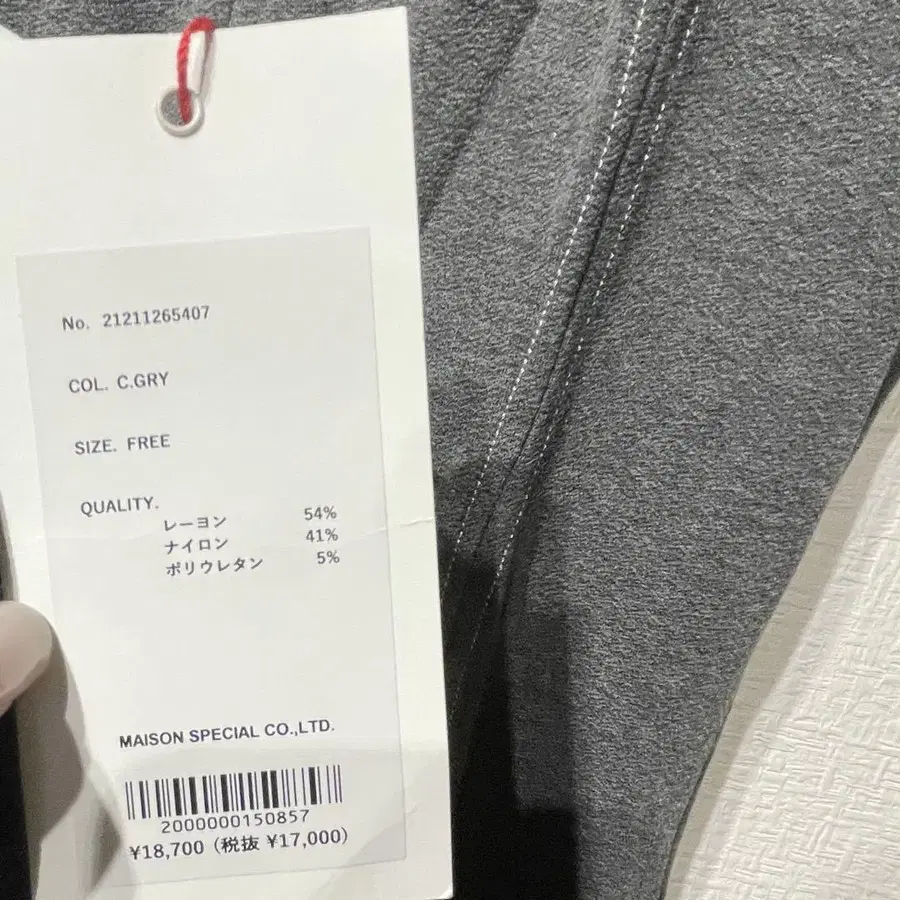 No. 21211265407
COL. C.GRY
SIZE. FREE
QUALITY.
レーヨン 54%
ナイロン 41%
ポリウレタン 5%
MAISON SPECIAL CO.,LTD.
2000000150857
¥18,700 (税抜 ¥17,000)